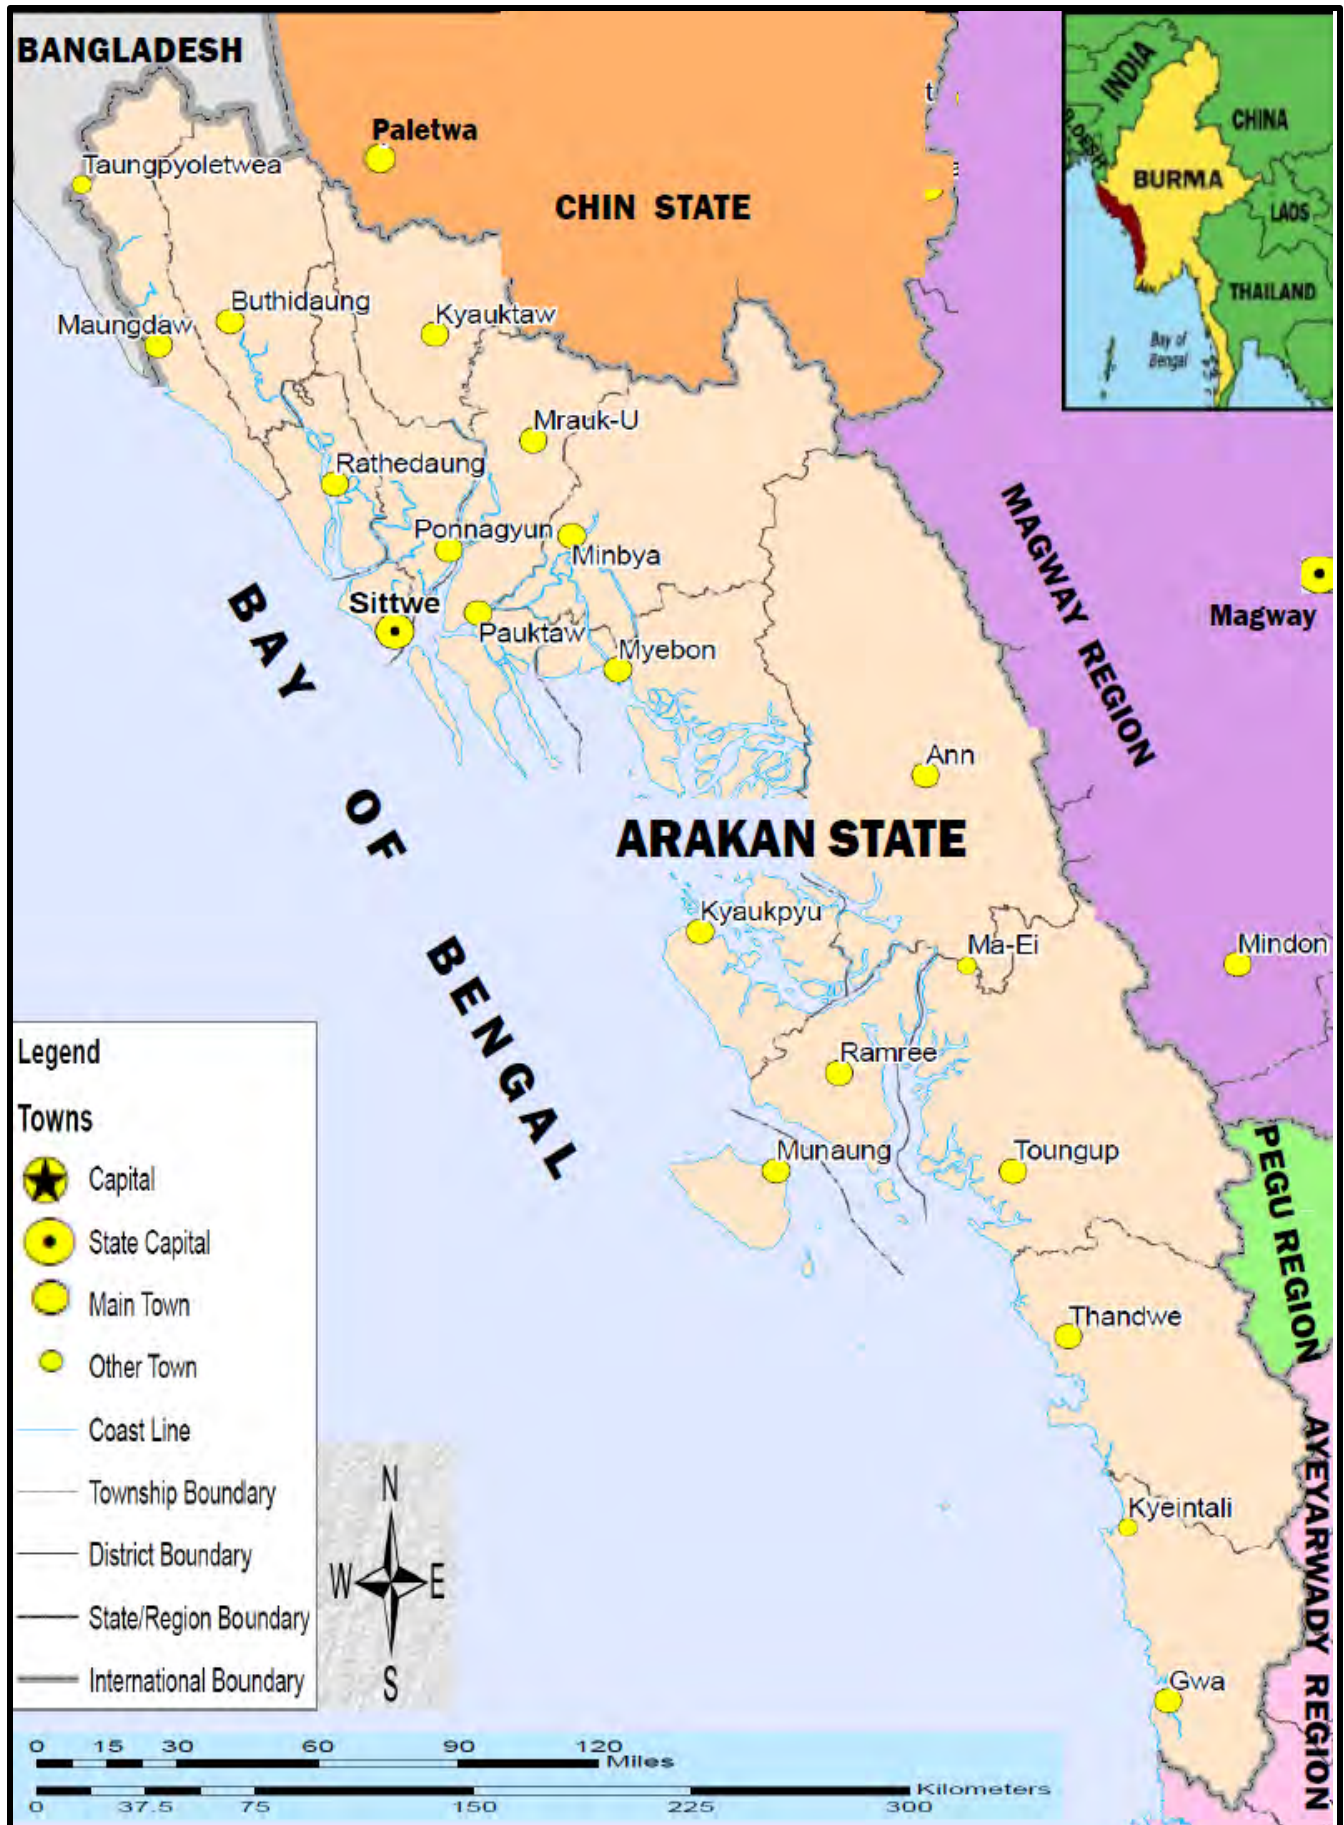 BANGLADESH
Paletwa
CHIN STATE
Taungpyoletwea
Maungdaw
Buthidaung
Kyauktaw
Mrauk-U
Rathedaung
Ponnagyun
Minbya
Sittwe
Pauktaw
Myebon
Ann
ARAKAN STATE
Kyaukpyu
Ma-Ei
Ramree
Munaung
Toungup
Thandwe
Kyeintali
Gwa
BAY OF BENGAL
MAGWAY REGION
Magway
Mindon
PEGU REGION
AYEYARWADY REGION
INDIA
B.DESH
CHINA
BURMA
LAOS
THAILAND
Bay of
Bengal
Legend
Towns
Capital
State Capital
Main Town
Other Town
Coast Line
Township Boundary
District Boundary
State/Region Boundary
International Boundary
N
W E
S
0 15 30 60 90 120
Miles
Kilometers
0 37.5 75 150 225 300